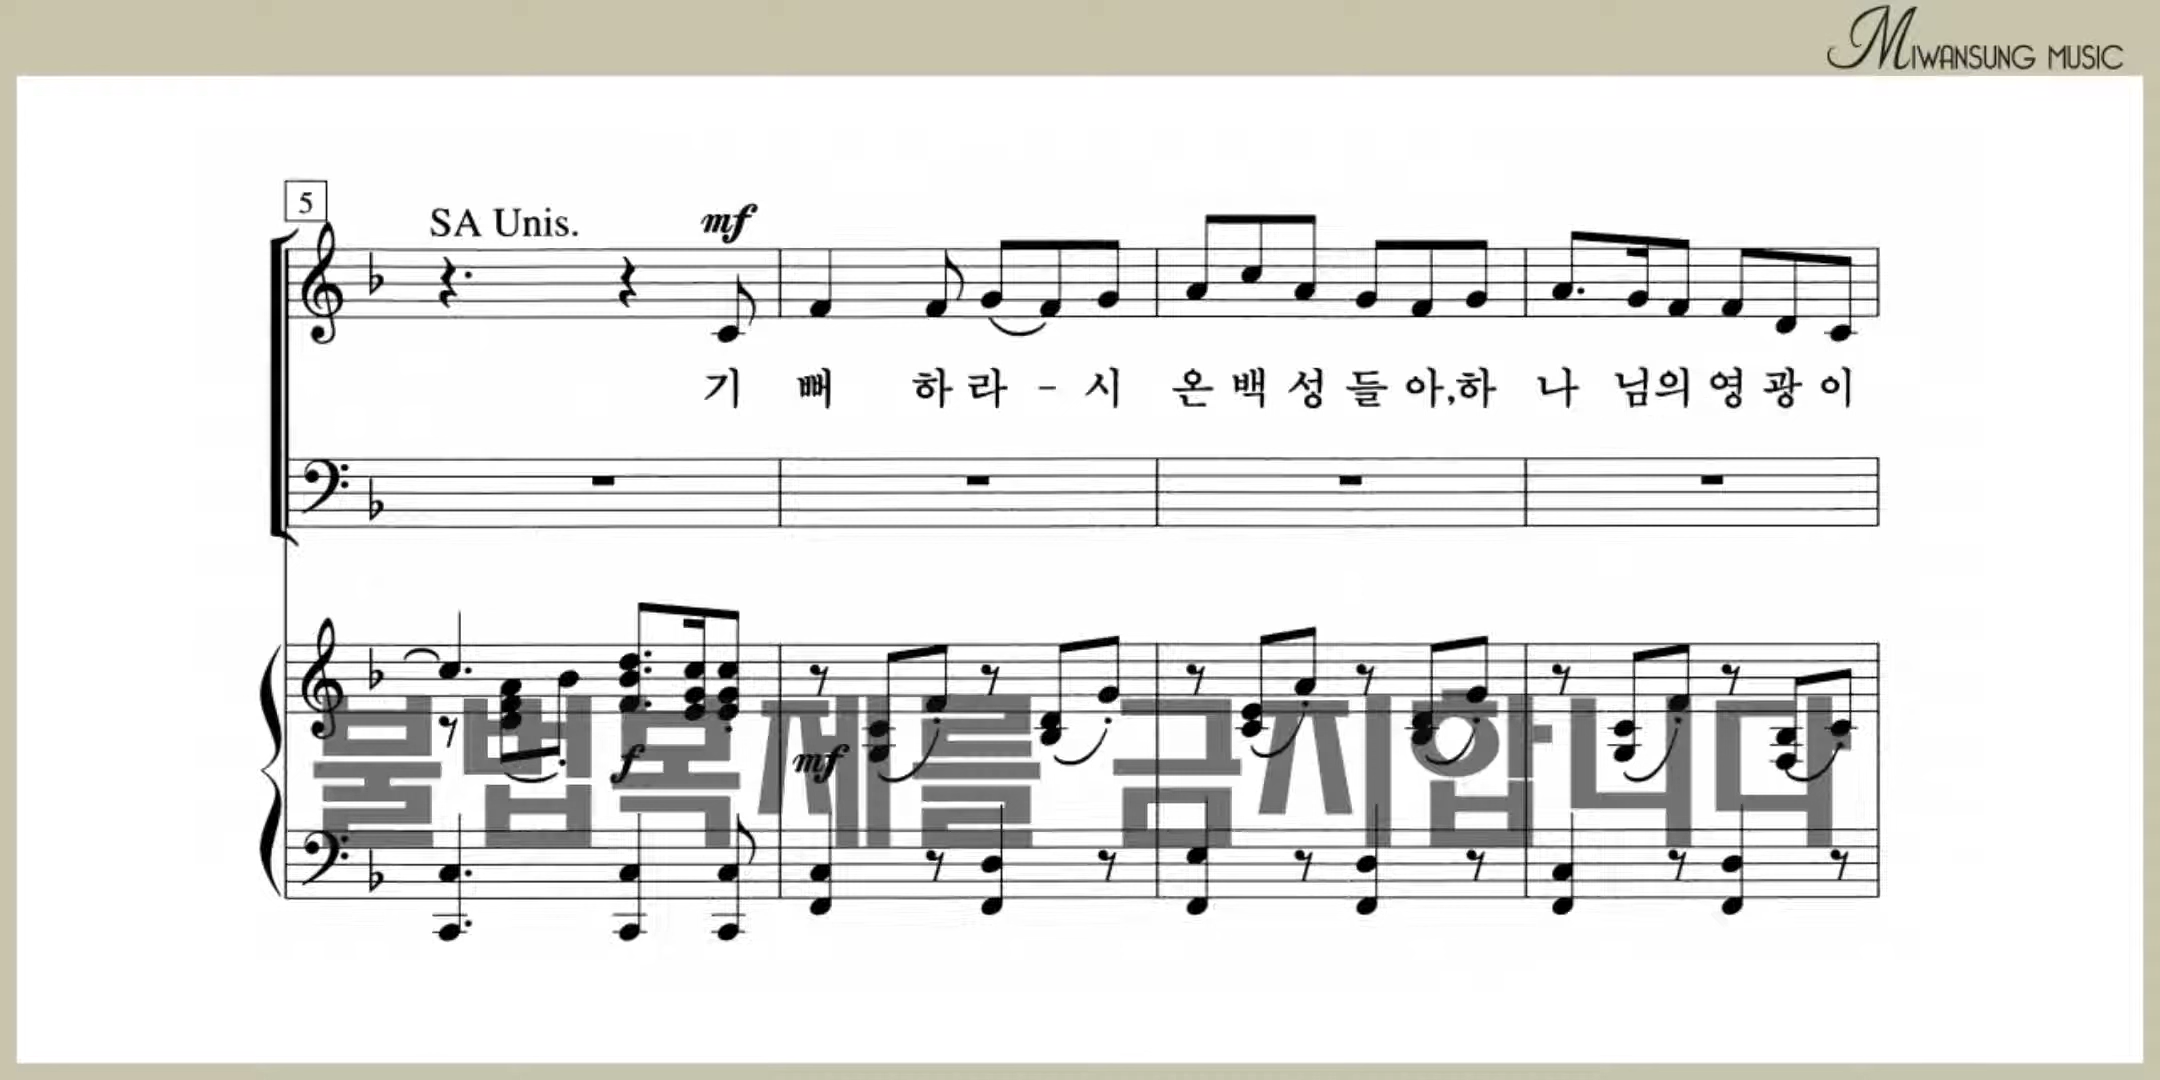 MIWANSUNG MUSIC
5
SA Unis.
mf
기 뻐 하 라 - 시 온 백 성 들 아, 하 나 님의 영 광 이
f
mf
불법복제를 금지합니다